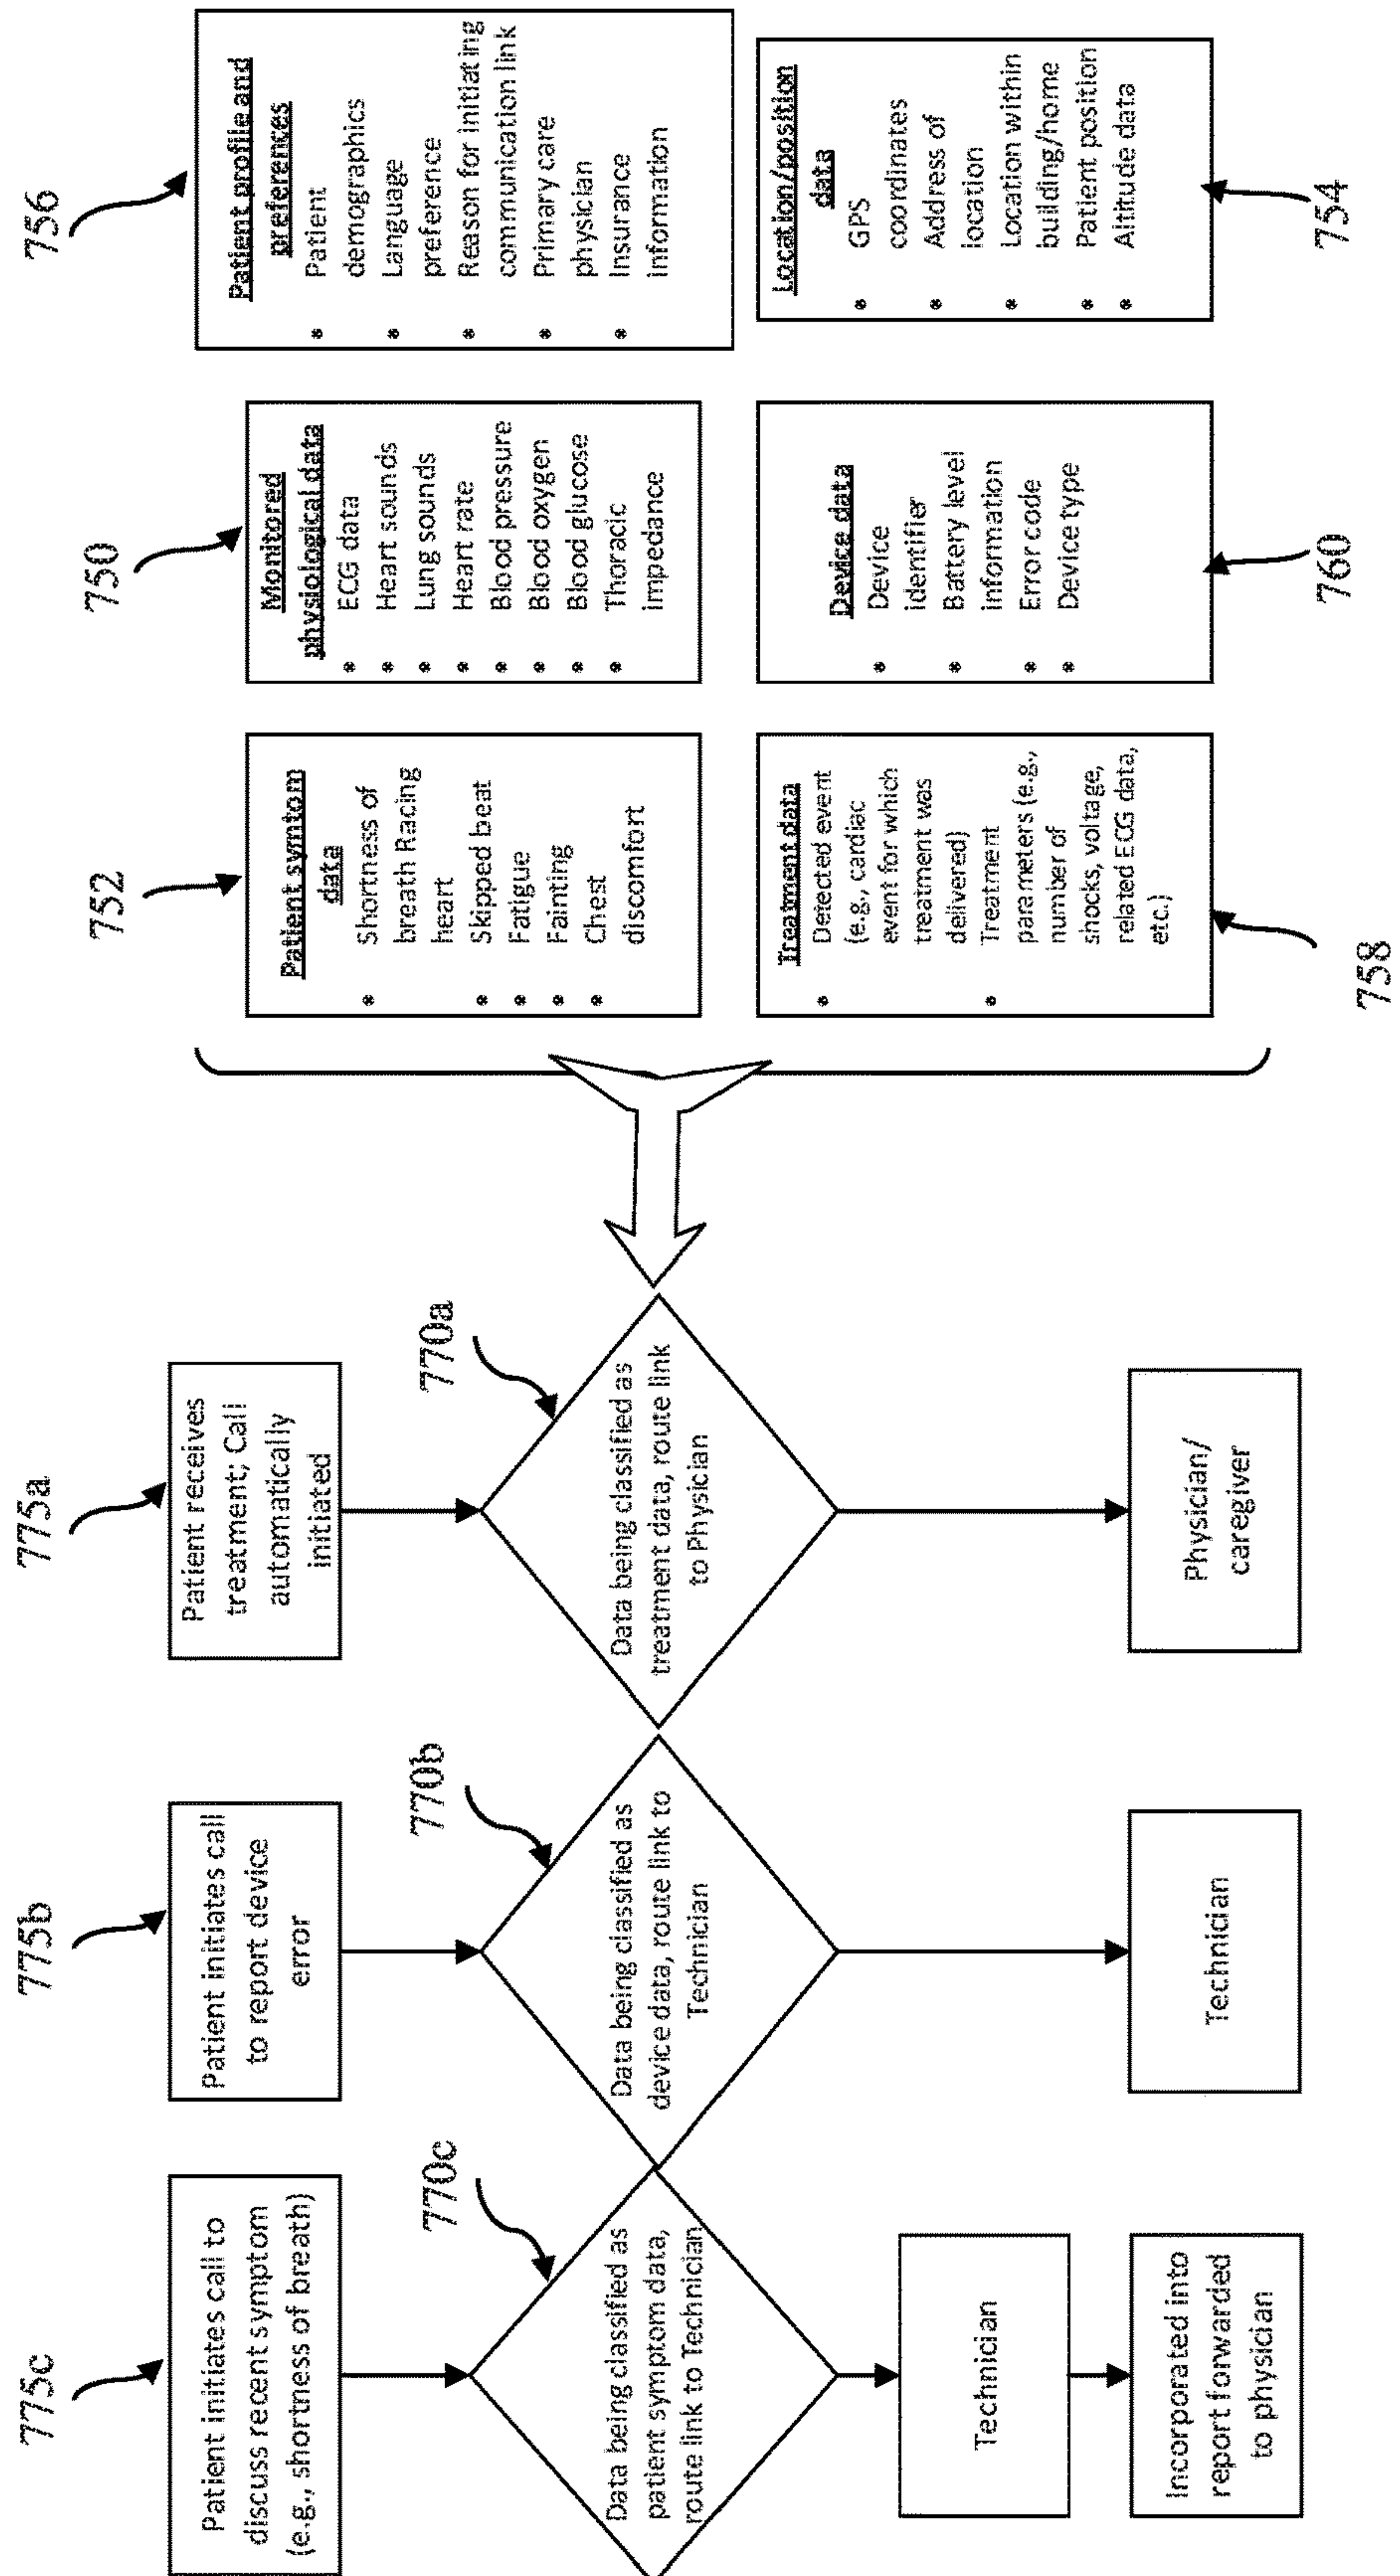 775c
Patient initiates call to
discuss recent symptom
(e.g., shortness of breath)
770c
Data being classified as
patient symptom data,
route link to Technician
Technician
Incorporated into
report forwarded
to physician
775b
Patient initiates call
to report device
error
770b
Data being classified as
device data, route link to
Technician
Technician
775a
Patient receives
treatment; Call
automatically
initiated
770a
Data being classified as
treatment data, route link
to Physician
Physician/
caregiver
752
Patient symtom
data
• Shortness of
breath Racing
heart
• Skipped beat
• Fatigue
• Fainting
• Chest
discomfort
750
Monitored
physiological data
• ECG data
• Heart sounds
• Lung sounds
• Heart rate
• Blood pressure
• Blood oxygen
• Blood glucose
• Thoracic
impedance
756
Patient profile and
preferences
• Patient
demographics
• Language
preference
• Reason for initiating
communication link
• Primary care
physician
• Insurance
information
Treatment data
• Detected event
(e.g., cardiac
event for which
treatment was
delivered)
• Treatment
parameters (e.g.,
number of
shocks, voltage,
related ECG data,
etc.)
758
Device data
• Device
identifier
• Battery level
information
• Error code
• Device type
760
Location/position
data
• GPS
coordinates
• Address of
location
• Location within
building/home
• Patient position
• Altitude data
754